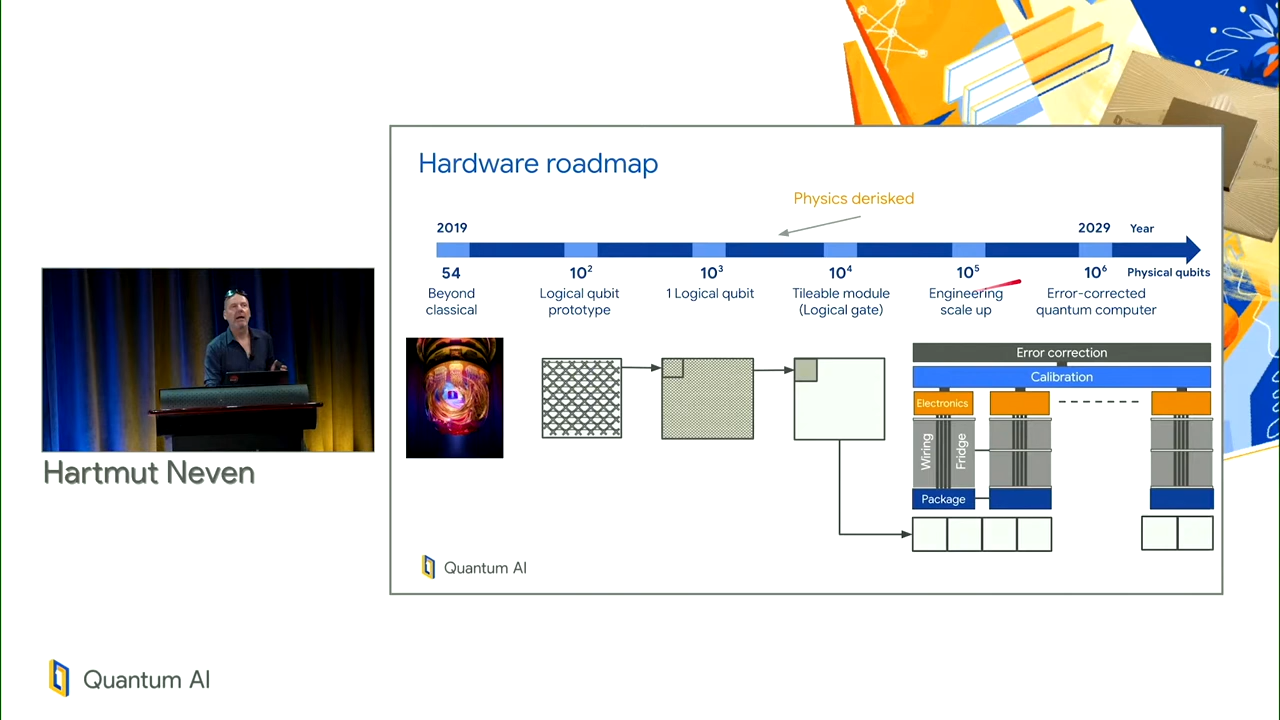 Hardware roadmap
Physics derisked
2019
2029
Year
54
10²
10³
10⁴
10⁵
10⁶
Physical qubits
Beyond
classical
Logical qubit
prototype
1 Logical qubit
Tileable module
(Logical gate)
Engineering
scale up
Error-corrected
quantum computer
Error correction
Calibration
Electronics
Wiring
Fridge
Package
Quantum AI
Hartmut Neven
Quantum AI